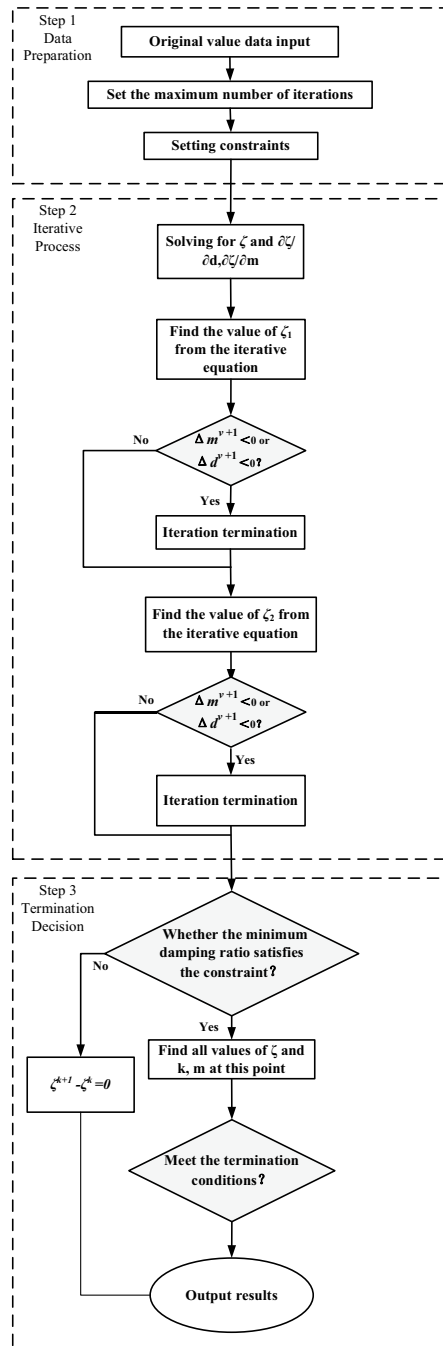 Step 1
Data
Preparation
Original value data input
Set the maximum number of iterations
Setting constraints
Step 2
Iterative
Process
Solving for ζ and ∂ζ/
∂d,∂ζ/∂m
Find the value of ζ₁
from the iterative
equation
No
Δ m^{v+1} <0 or
Δ d^{v+1} <0?
Yes
Iteration termination
Find the value of ζ₂ from
the iterative equation
No
Δ m^{v+1} <0 or
Δ d^{v+1} <0?
Yes
Iteration termination
Step 3
Termination
Decision
Whether the minimum
damping ratio satisfies
the constraint?
No
Yes
Find all values of ζ and
k, m at this point
ζ^{k+1} -ζ^{k} =0
Meet the termination
conditions?
Output results